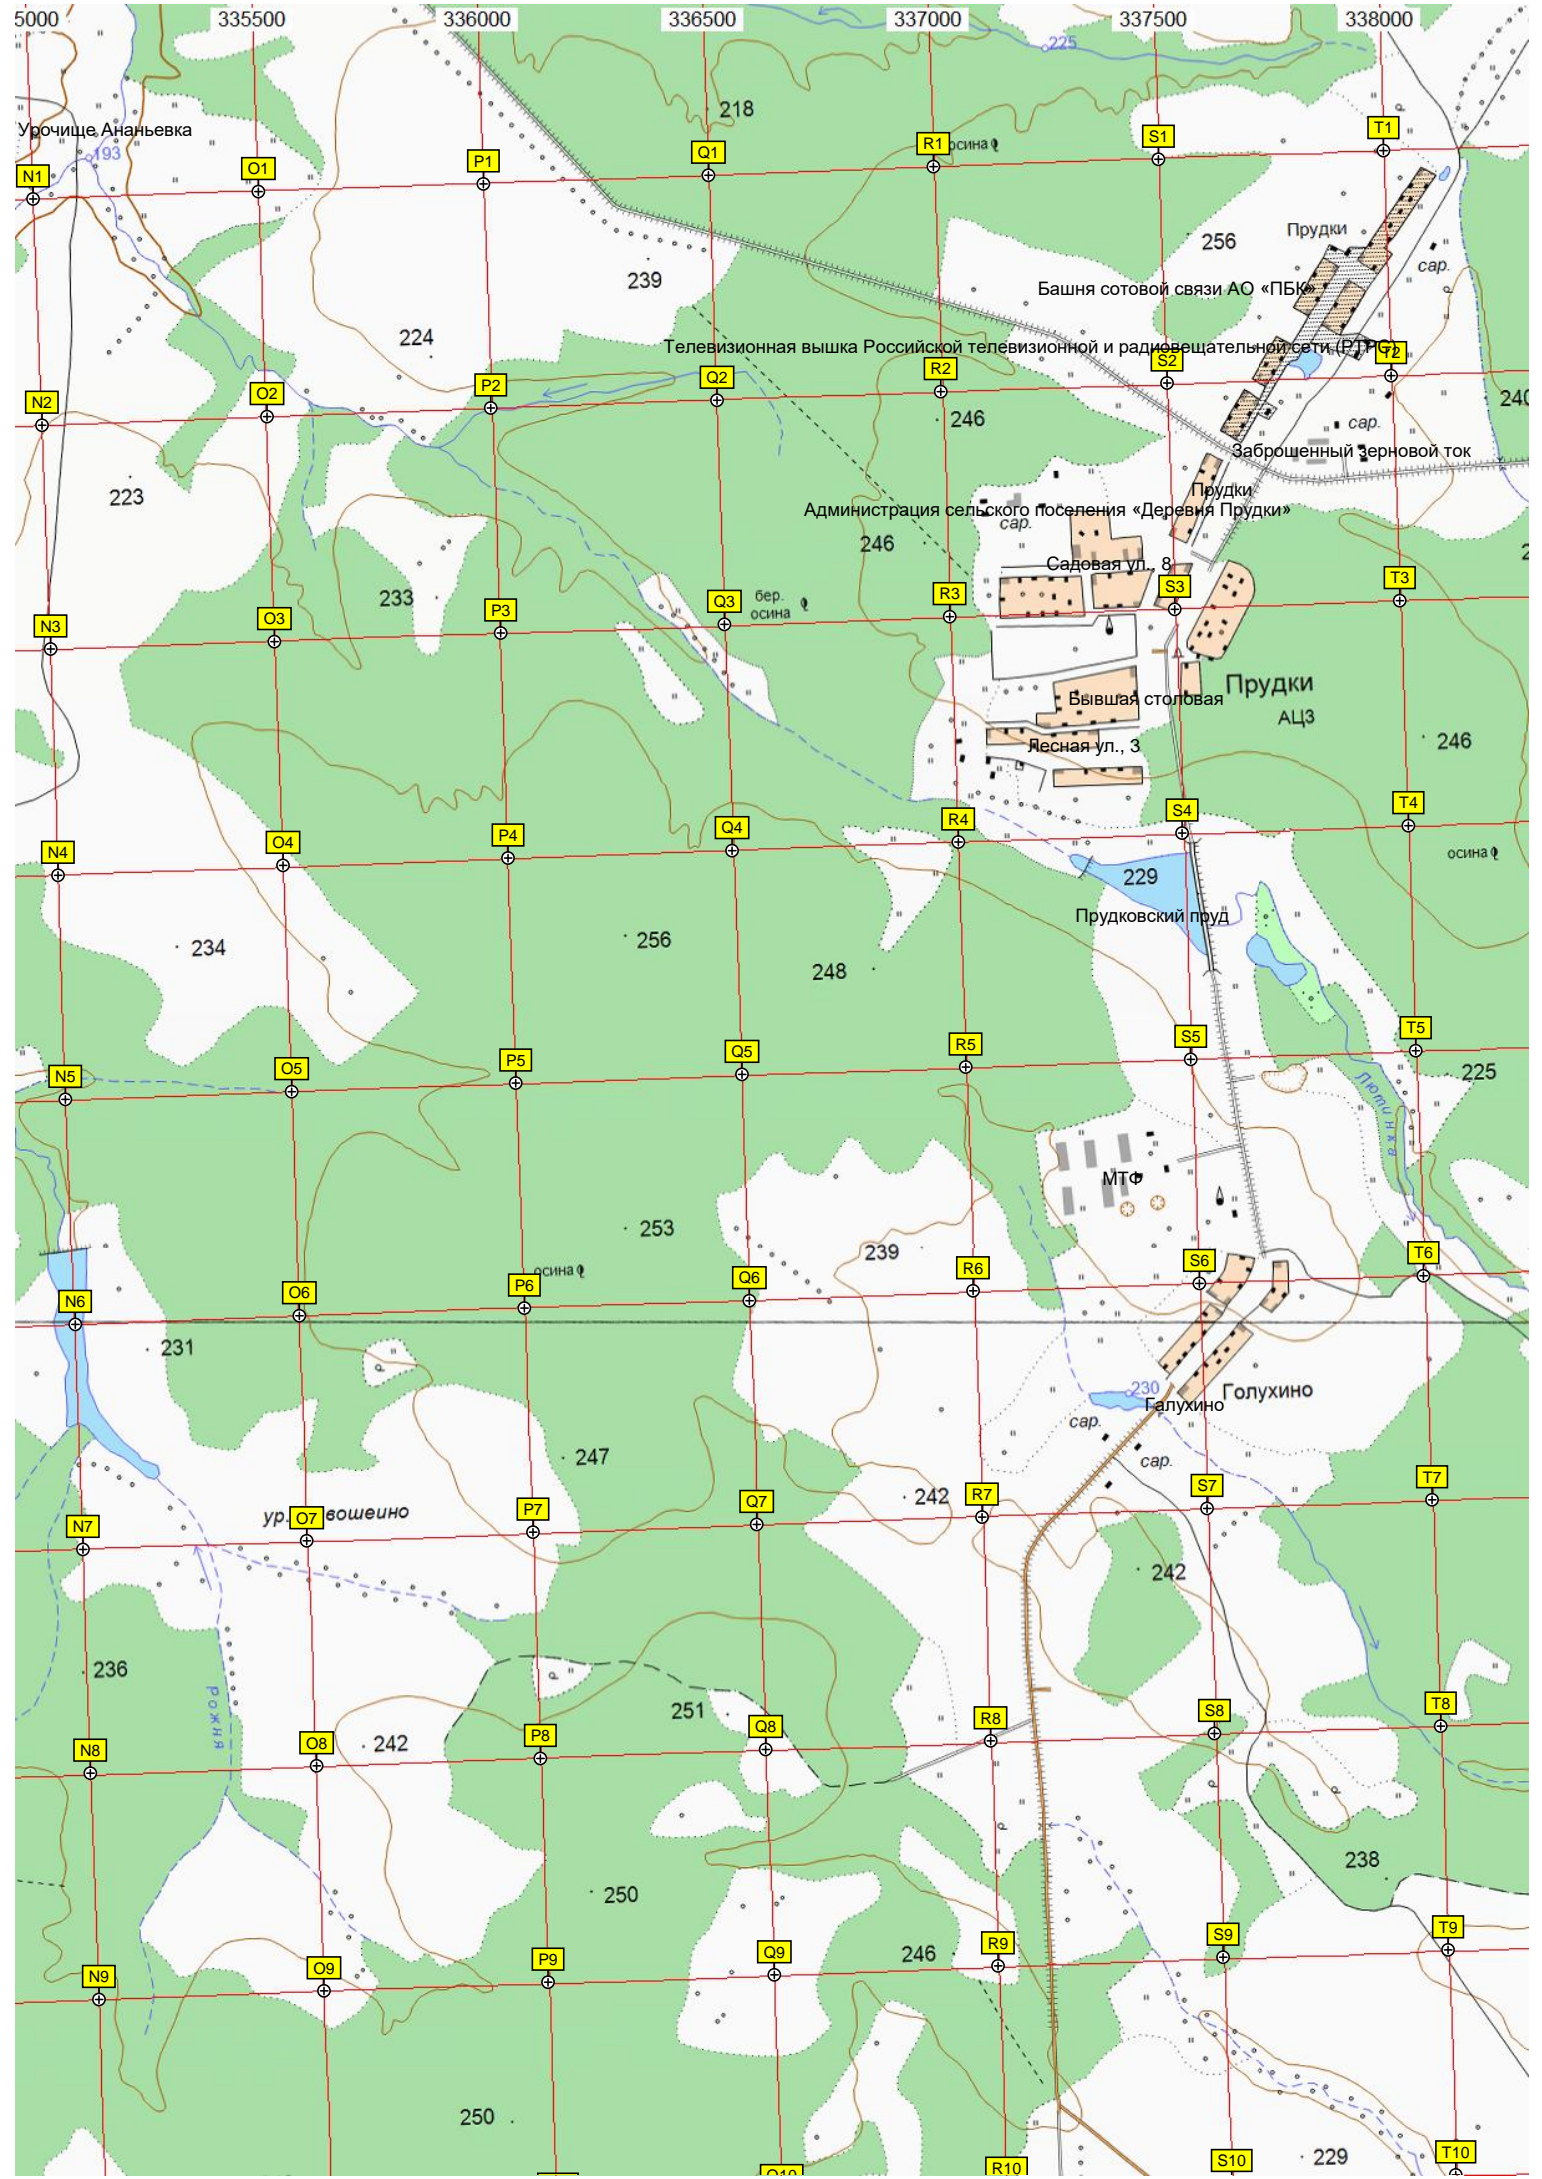 5000 335500 336000 336500 337000 337500 338000
225
218
Урочище Ананьевка
193
N1 O1 P1 Q1 R1 осина S1 T1
256
Прудки
сар.
239
Башня сотовой связи АО «ПБК»
224
Телевизионная вышка Российской телевизионной и радиовещательной сети (РТРС)
N2 O2 P2 Q2 R2 S2 T2
240
246
сар.
Заброшенный зерновой ток
223
Прудки
Администрация сельского поселения «Деревня Прудки»
сар.
246
Садовая ул., 8
233
бер.
осина
N3 O3 P3 Q3 R3 S3 T3
Прудки
Бывшая столовая
АЦЗ
Лесная ул., 3
246
N4 O4 P4 Q4 R4 S4 T4
осина
229
Прудковский пруд
234
256
248
N5 O5 P5 Q5 R5 S5 T5
225
Лютинка
МТФ
253
239
осина
N6 O6 P6 Q6 R6 S6 T6
231
230
Голухино
Галухино
сар.
сар.
247
242
ур. вошеино
N7 O7 P7 Q7 R7 S7 T7
242
236
Рожня
251
242
N8 O8 P8 Q8 R8 S8 T8
238
250
246
N9 O9 P9 Q9 R9 S9 T9
250
229
Q10 R10 S10 T10